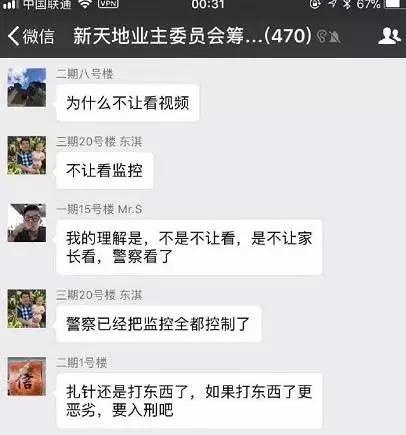 中国联通 VPN 00:31 67%
微信 新天地业主委员会筹...(470)
二期八号楼
为什么不让看视频
三期20号楼 东淇
不让看监控
一期15号楼 Mr.S
我的理解是，不是不让看，是不让家
长看，警察看了
三期20号楼 东淇
警察已经把监控全都控制了
二期1号楼
信
扎针还是打东西了，如果打东西了更
恶劣，要入刑吧